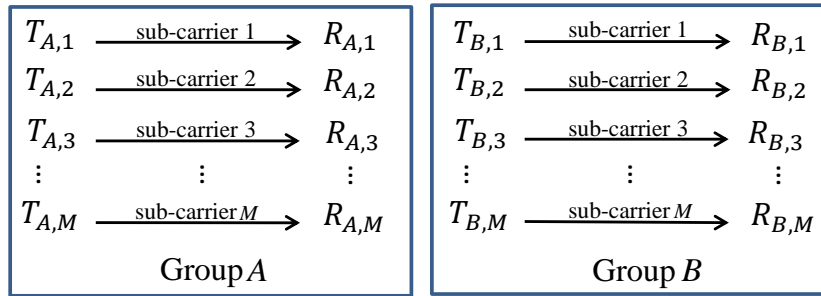 T_{A,1} sub-carrier 1 R_{A,1}
T_{A,2} sub-carrier 2 R_{A,2}
T_{A,3} sub-carrier 3 R_{A,3}
⋮ ⋮ ⋮
T_{A,M} sub-carrier M R_{A,M}
Group A
T_{B,1} sub-carrier 1 R_{B,1}
T_{B,2} sub-carrier 2 R_{B,2}
T_{B,3} sub-carrier 3 R_{B,3}
⋮ ⋮ ⋮
T_{B,M} sub-carrier M R_{B,M}
Group B